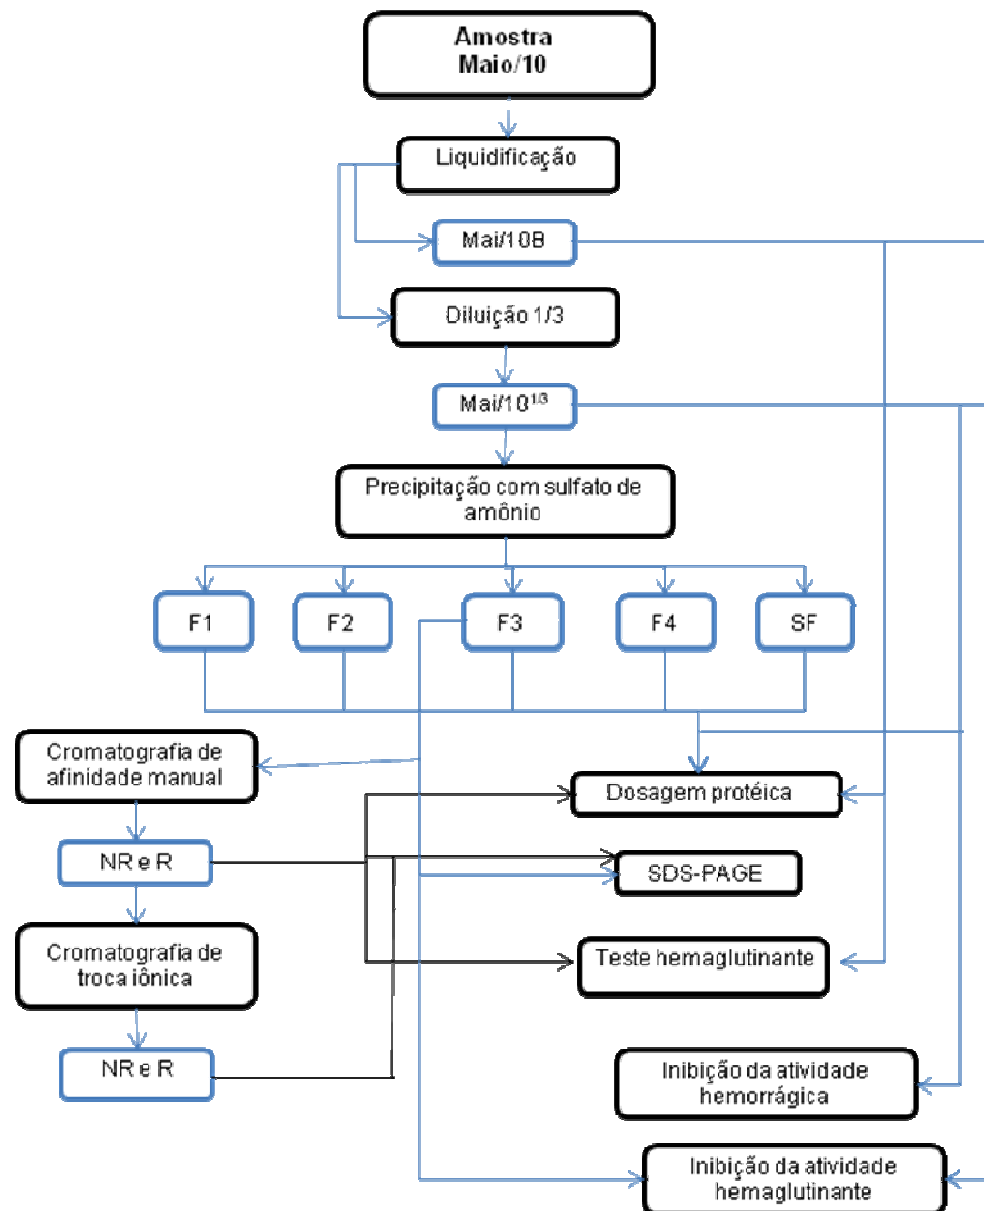 Amostra
Maio/10
Liquidificação
Mai/10B
Diluição 1/3
Mai/10¹/³
Precipitação com sulfato de
amônio
F1
F2
F3
F4
SF
Cromatografia de
afinidade manual
Dosagem protéica
NR e R
SDS-PAGE
Cromatografia de
troca iônica
Teste hemaglutinante
NR e R
Inibição da atividade
hemorrágica
Inibição da atividade
hemaglutinante